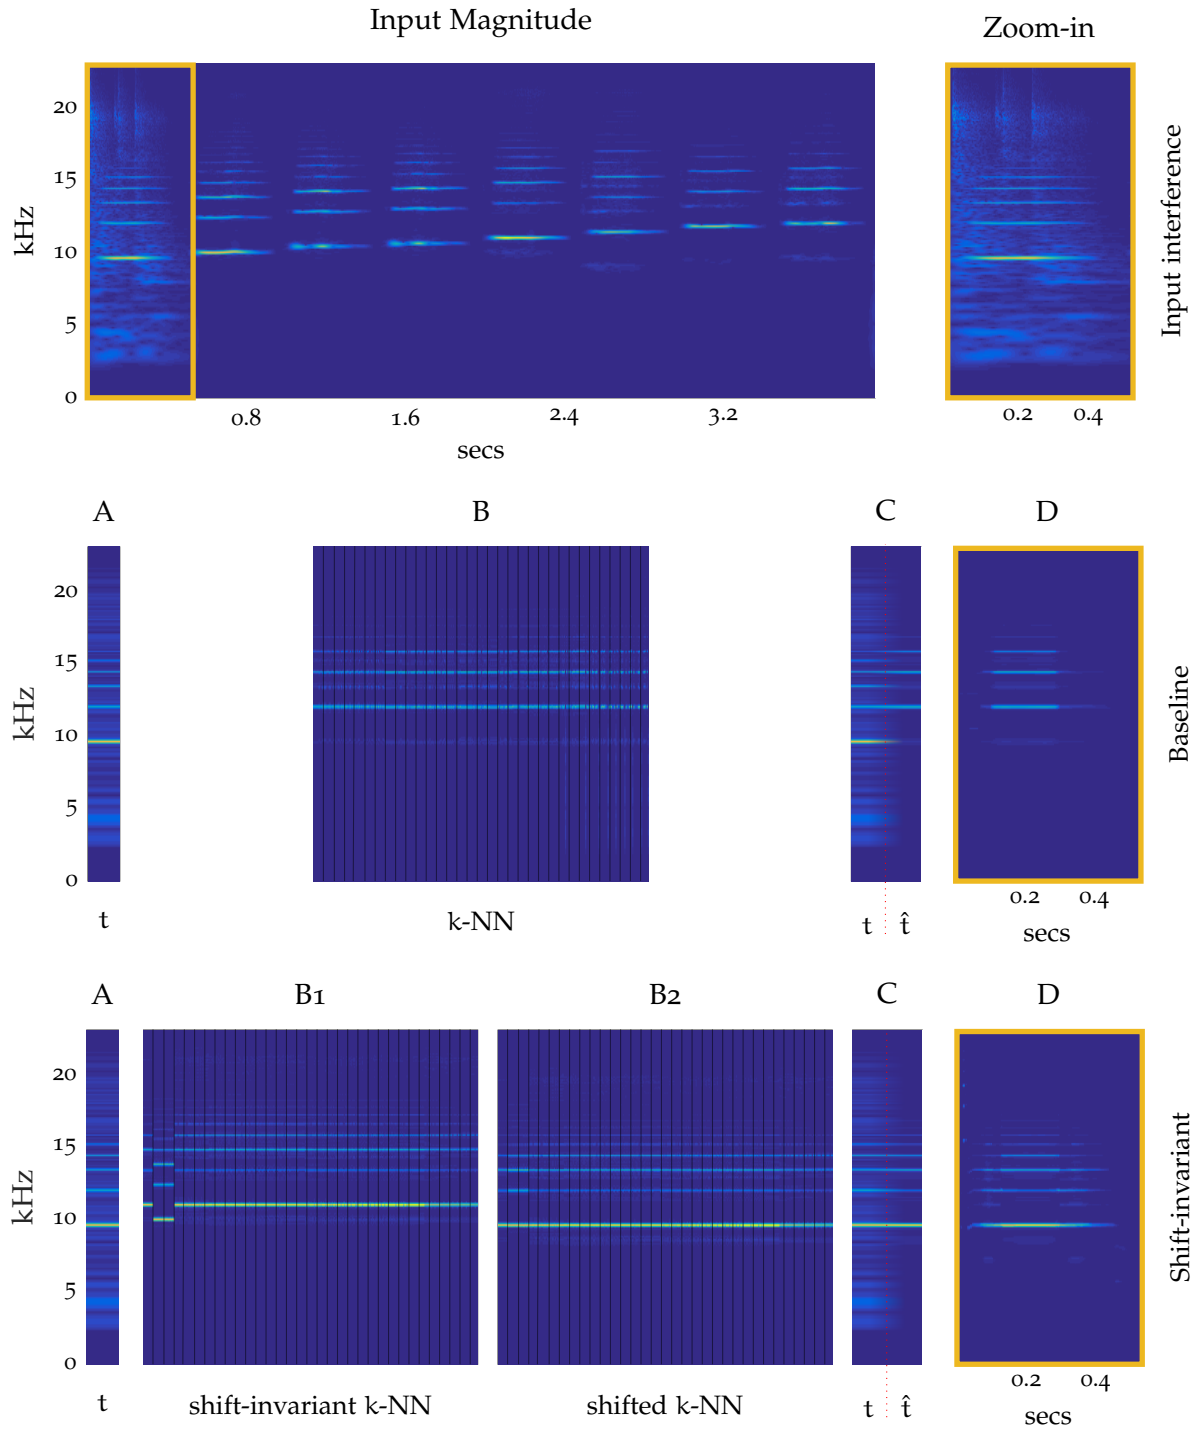 Input Magnitude
Zoom-in
20
15
10
5
0
kHz
0.8
1.6
2.4
3.2
secs
0.2
0.4
Input interference
A
B
C
D
20
15
10
5
0
kHz
t
k-NN
t
t̂
0.2
0.4
secs
Baseline
A
B1
B2
C
D
20
15
10
5
0
kHz
t
shift-invariant k-NN
shifted k-NN
t
t̂
0.2
0.4
secs
Shift-invariant